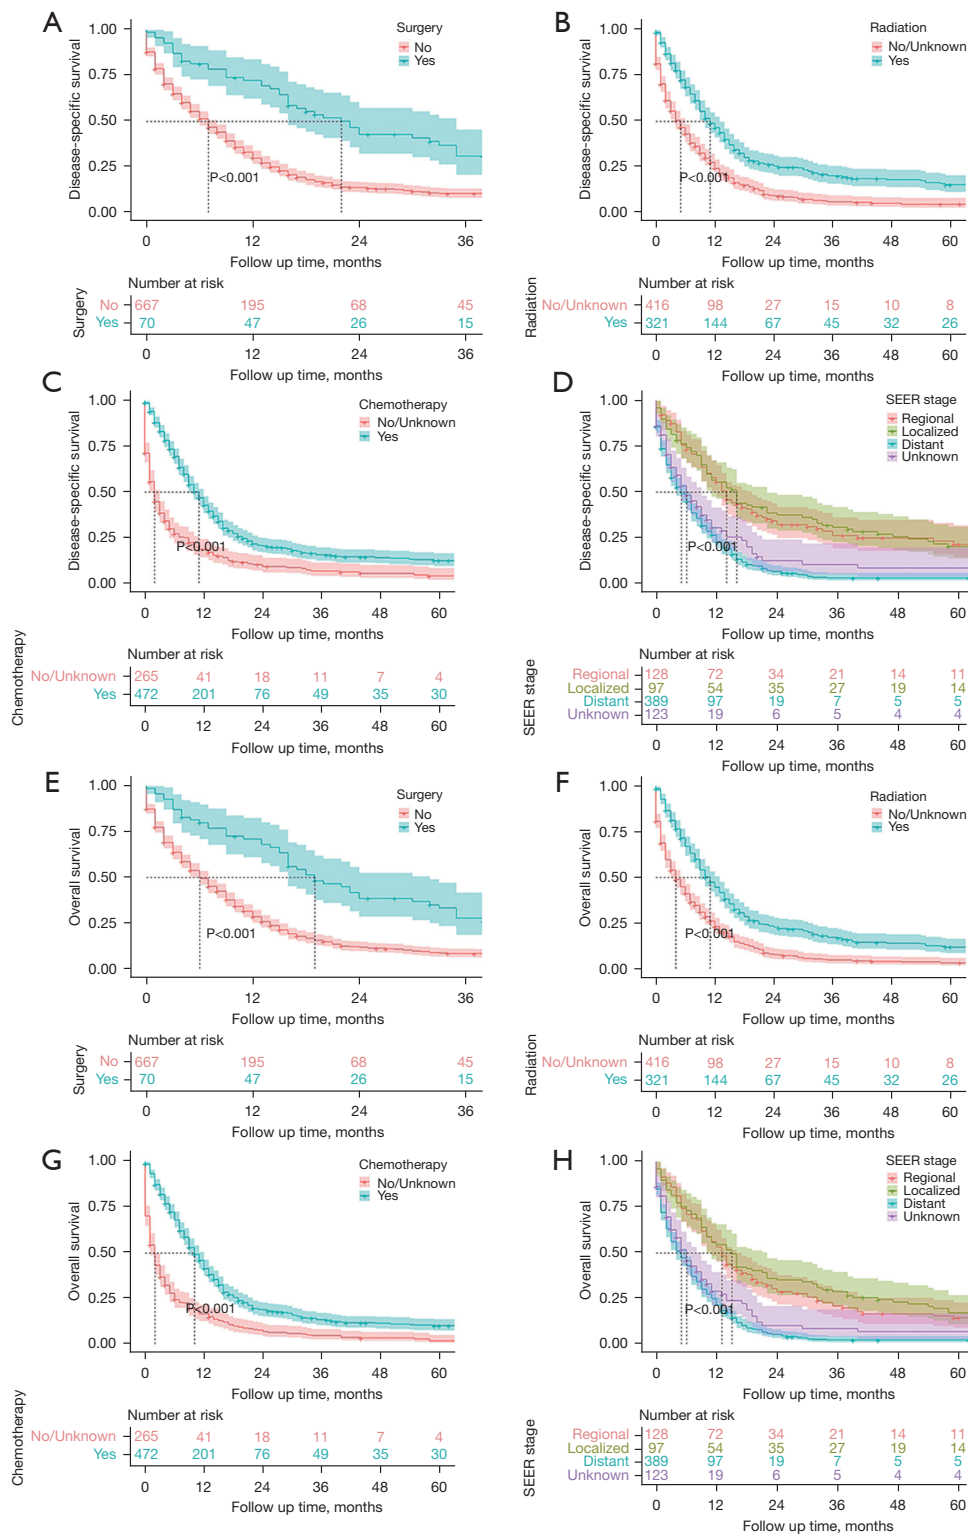 A
Disease-specific survival
1.00
0.75
0.50
0.25
0.00
Surgery
No
Yes
P<0.001
0 12 24 36
Follow up time, months
Number at risk
Surgery
No 667 195 68 45
Yes 70 47 26 15
0 12 24 36
Follow up time, months
B
Disease-specific survival
1.00
0.75
0.50
0.25
0.00
Radiation
No/Unknown
Yes
P<0.001
0 12 24 36 48 60
Follow up time, months
Number at risk
Radiation
No/Unknown 416 98 27 15 10 8
Yes 321 144 67 45 32 26
0 12 24 36 48 60
Follow up time, months
C
Disease-specific survival
1.00
0.75
0.50
0.25
0.00
Chemotherapy
No/Unknown
Yes
P<0.001
0 12 24 36 48 60
Follow up time, months
Number at risk
Chemotherapy
No/Unknown 265 41 18 11 7 4
Yes 472 201 76 49 35 30
0 12 24 36 48 60
Follow up time, months
D
Disease-specific survival
1.00
0.75
0.50
0.25
0.00
SEER stage
Regional
Localized
Distant
Unknown
P<0.001
0 12 24 36 48 60
Follow up time, months
Number at risk
SEER stage
Regional 128 72 34 21 14 11
Localized 97 54 35 27 19 14
Distant 389 97 19 7 5 5
Unknown 123 19 6 5 4 4
0 12 24 36 48 60
Follow up time, months
E
Overall survival
1.00
0.75
0.50
0.25
0.00
Surgery
No
Yes
P<0.001
0 12 24 36
Follow up time, months
Number at risk
Surgery
No 667 195 68 45
Yes 70 47 26 15
0 12 24 36
Follow up time, months
F
Overall survival
1.00
0.75
0.50
0.25
0.00
Radiation
No/Unknown
Yes
P<0.001
0 12 24 36 48 60
Follow up time, months
Number at risk
Radiation
No/Unknown 416 98 27 15 10 8
Yes 321 144 67 45 32 26
0 12 24 36 48 60
Follow up time, months
G
Overall survival
1.00
0.75
0.50
0.25
0.00
Chemotherapy
No/Unknown
Yes
P<0.001
0 12 24 36 48 60
Follow up time, months
Number at risk
Chemotherapy
No/Unknown 265 41 18 11 7 4
Yes 472 201 76 49 35 30
0 12 24 36 48 60
Follow up time, months
H
Overall survival
1.00
0.75
0.50
0.25
0.00
SEER stage
Regional
Localized
Distant
Unknown
P<0.001
0 12 24 36 48 60
Follow up time, months
Number at risk
SEER stage
Regional 128 72 34 21 14 11
Localized 97 54 35 27 19 14
Distant 389 97 19 7 5 5
Unknown 123 19 6 5 4 4
0 12 24 36 48 60
Follow up time, months